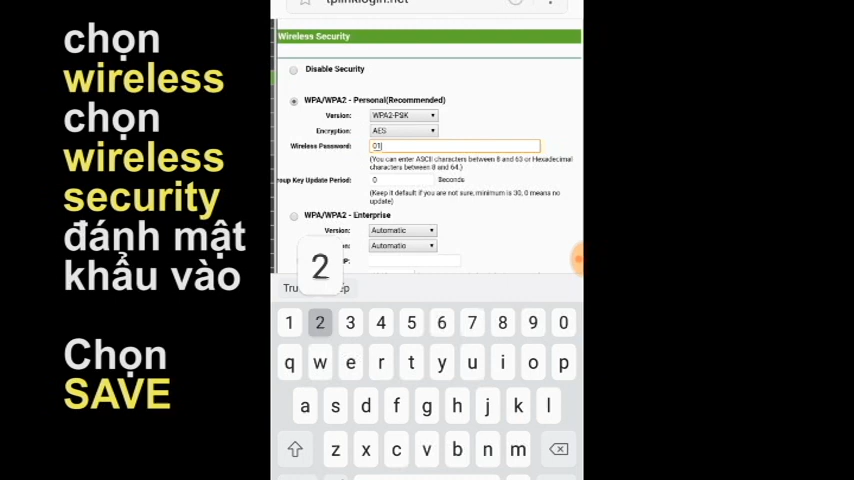 chọn
wireless
chọn
wireless
security
đánh mật
khẩu vào
Chọn
SAVE
tplinklogin.net
Wireless Security
Disable Security
WPA/WPA2 - Personal(Recommended)
Version: WPA2-PSK
Encryption: AES
Wireless Password: 01
(You can enter ASCII characters between 8 and 63 or Hexadecimal
characters between 8 and 64.)
roup Key Update Period: 0 Seconds
(Keep it default if you are not sure, minimum is 30, 0 means no
update)
WPA/WPA2 - Enterprise
Version: Automatic
on: Automatic
2
1 2 3 4 5 6 7 8 9 0
q w e r t y u i o p
a s d f g h j k l
z x c v b n m